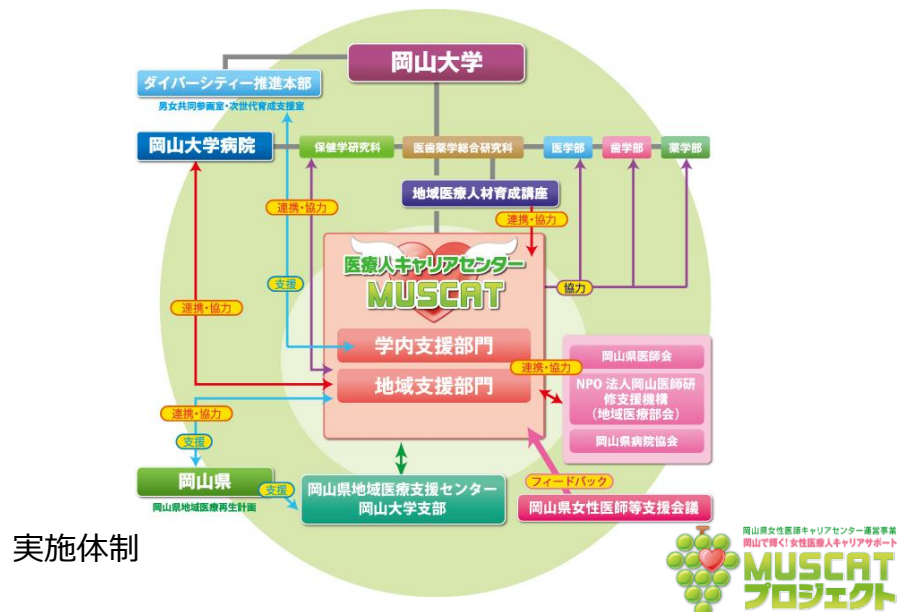 岡山大学
ダイバーシティー推進本部
男女共同参画室・次世代育成支援室
岡山大学病院
保健学研究科
医歯薬学総合研究科
医学部
歯学部
薬学部
地域医療人材育成講座
連携・協力
連携・協力
医療人キャリアセンター
MUSCAT
支援
協力
連携・協力
学内支援部門
岡山県医師会
連携・協力
地域支援部門
NPO法人岡山医師研
修支援機構
（地域医療部会）
連携・協力
支援
岡山県病院協会
岡山県
支援
岡山県地域医療再生計画
岡山県地域医療支援センター
岡山大学支部
フィードバック
岡山県女性医師等支援会議
実施体制
岡山県女性医師キャリアセンター運営事業
岡山で輝く！女性医療人キャリアサポート
MUSCAT
プロジェクト